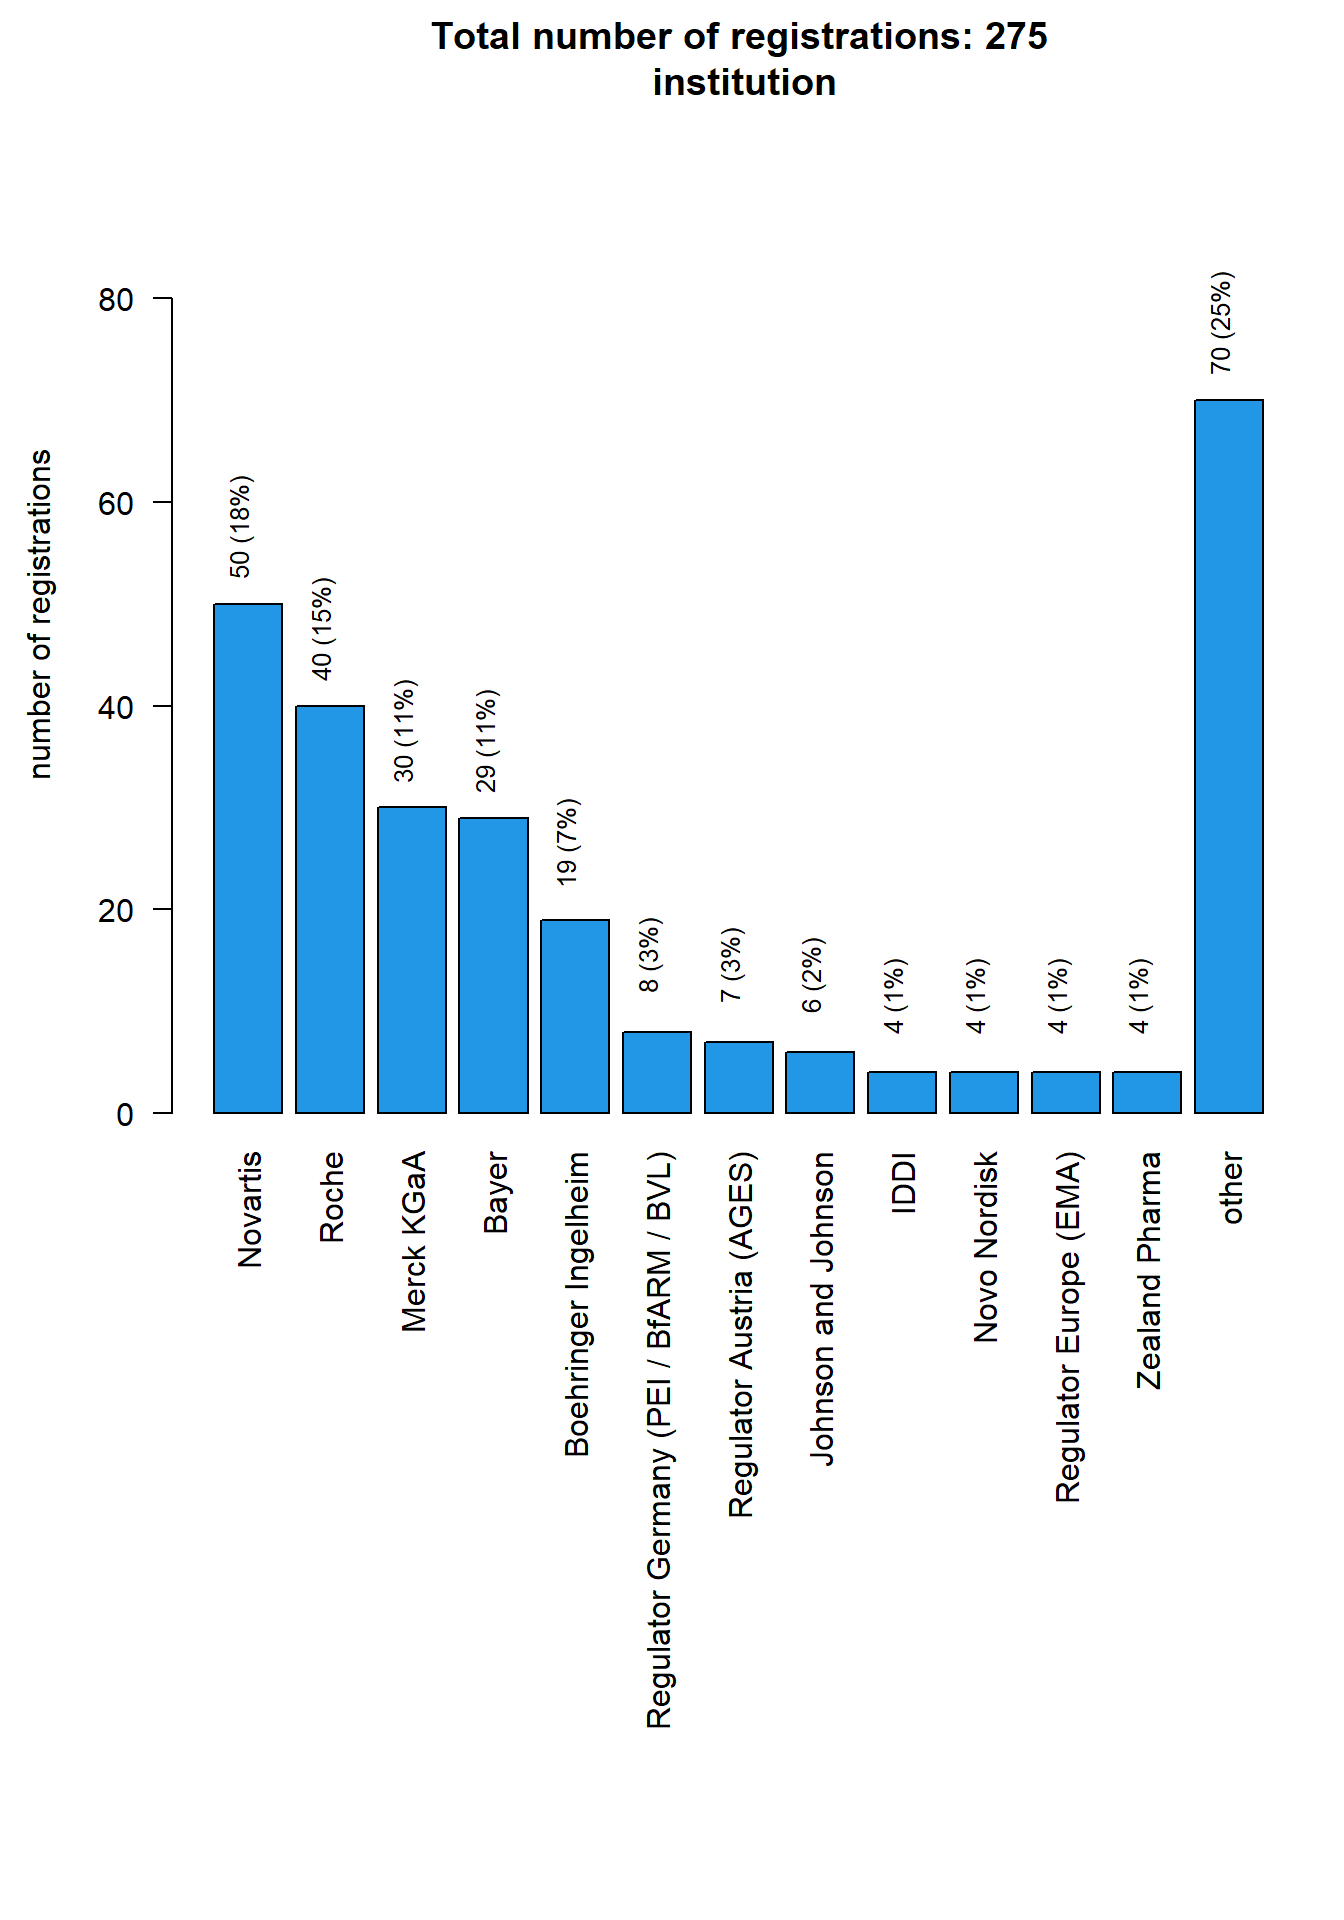 Total number of registrations: 275
institution
number of registrations
80
60
40
20
0
50 (18%)
40 (15%)
30 (11%)
29 (11%)
19 (7%)
8 (3%)
7 (3%)
6 (2%)
4 (1%)
4 (1%)
4 (1%)
4 (1%)
70 (25%)
Novartis
Roche
Merck KGaA
Bayer
Boehringer Ingelheim
Regulator Germany (PEI / BfARM / BVL)
Regulator Austria (AGES)
Johnson and Johnson
IDDI
Novo Nordisk
Regulator Europe (EMA)
Zealand Pharma
other